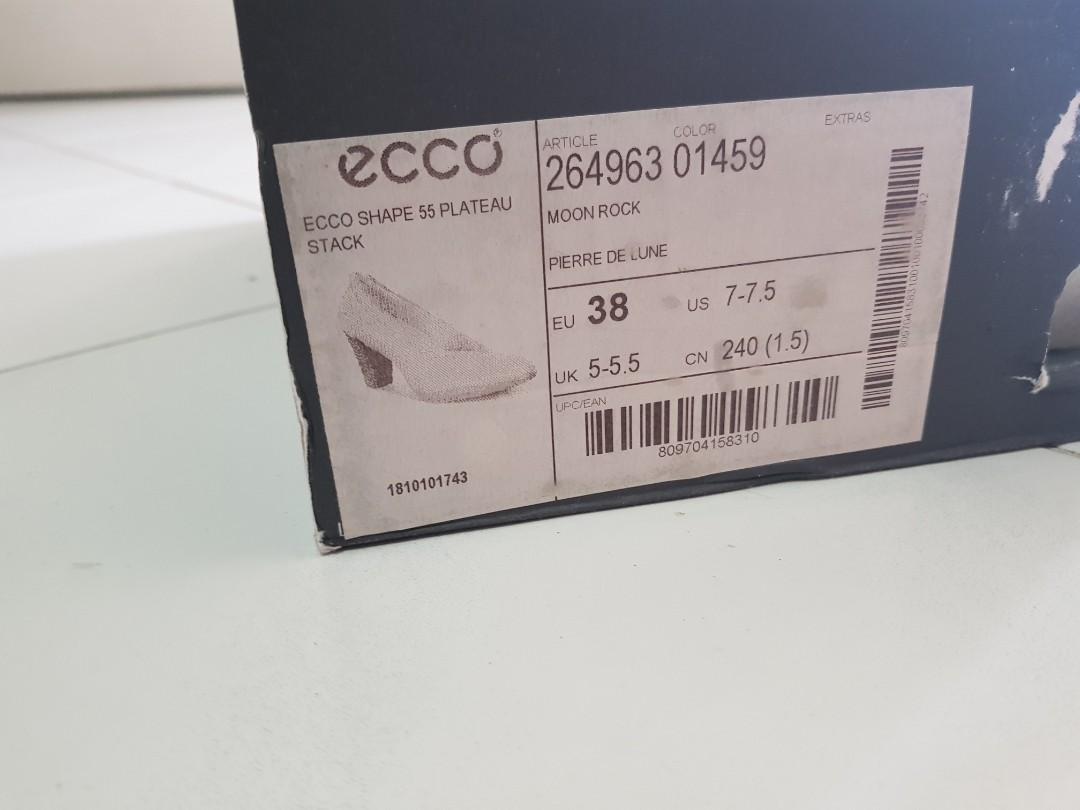 ecco®
ECCO SHAPE 55 PLATEAU
STACK
1810101743
ARTICLE COLOR EXTRAS
264963 01459
MOON ROCK
PIERRE DE LUNE
EU 38 US 7-7.5
UK 5-5.5 CN 240 (1.5)
UPC/EAN
809704158310